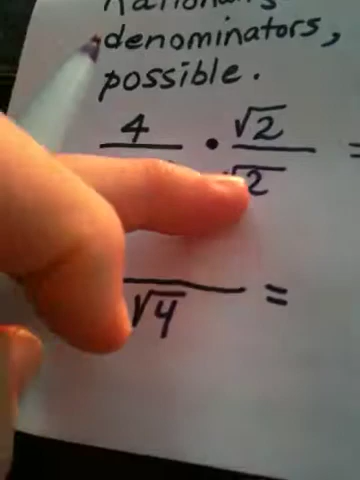 denominators,
possible.
4 · √2 =
√2
√4 =